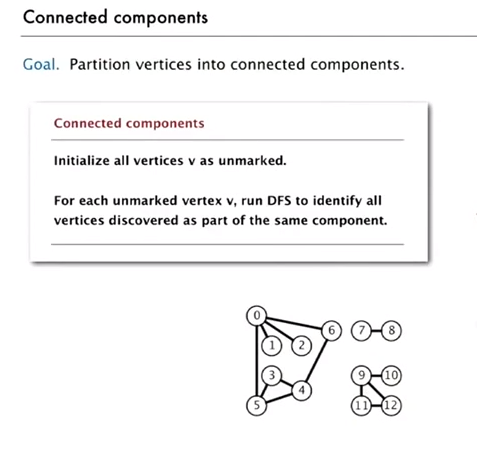 Connected components
Goal. Partition vertices into connected components.
Connected components
Initialize all vertices v as unmarked.
For each unmarked vertex v, run DFS to identify all
vertices discovered as part of the same component.
0
6 7 8
1 2
3 9 10
4
5 11 12